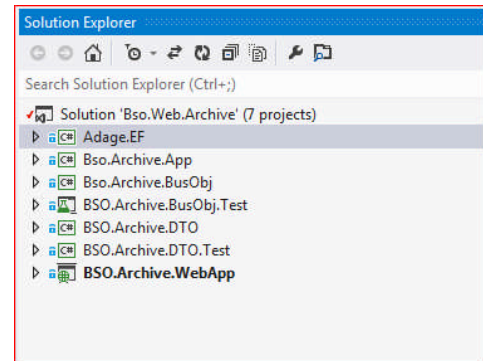 Solution Explorer
Search Solution Explorer (Ctrl+;)
Solution 'Bso.Web.Archive' (7 projects)
C# Adage.EF
C# Bso.Archive.App
C# Bso.Archive.BusObj
BSO.Archive.BusObj.Test
C# BSO.Archive.DTO
C# BSO.Archive.DTO.Test
BSO.Archive.WebApp